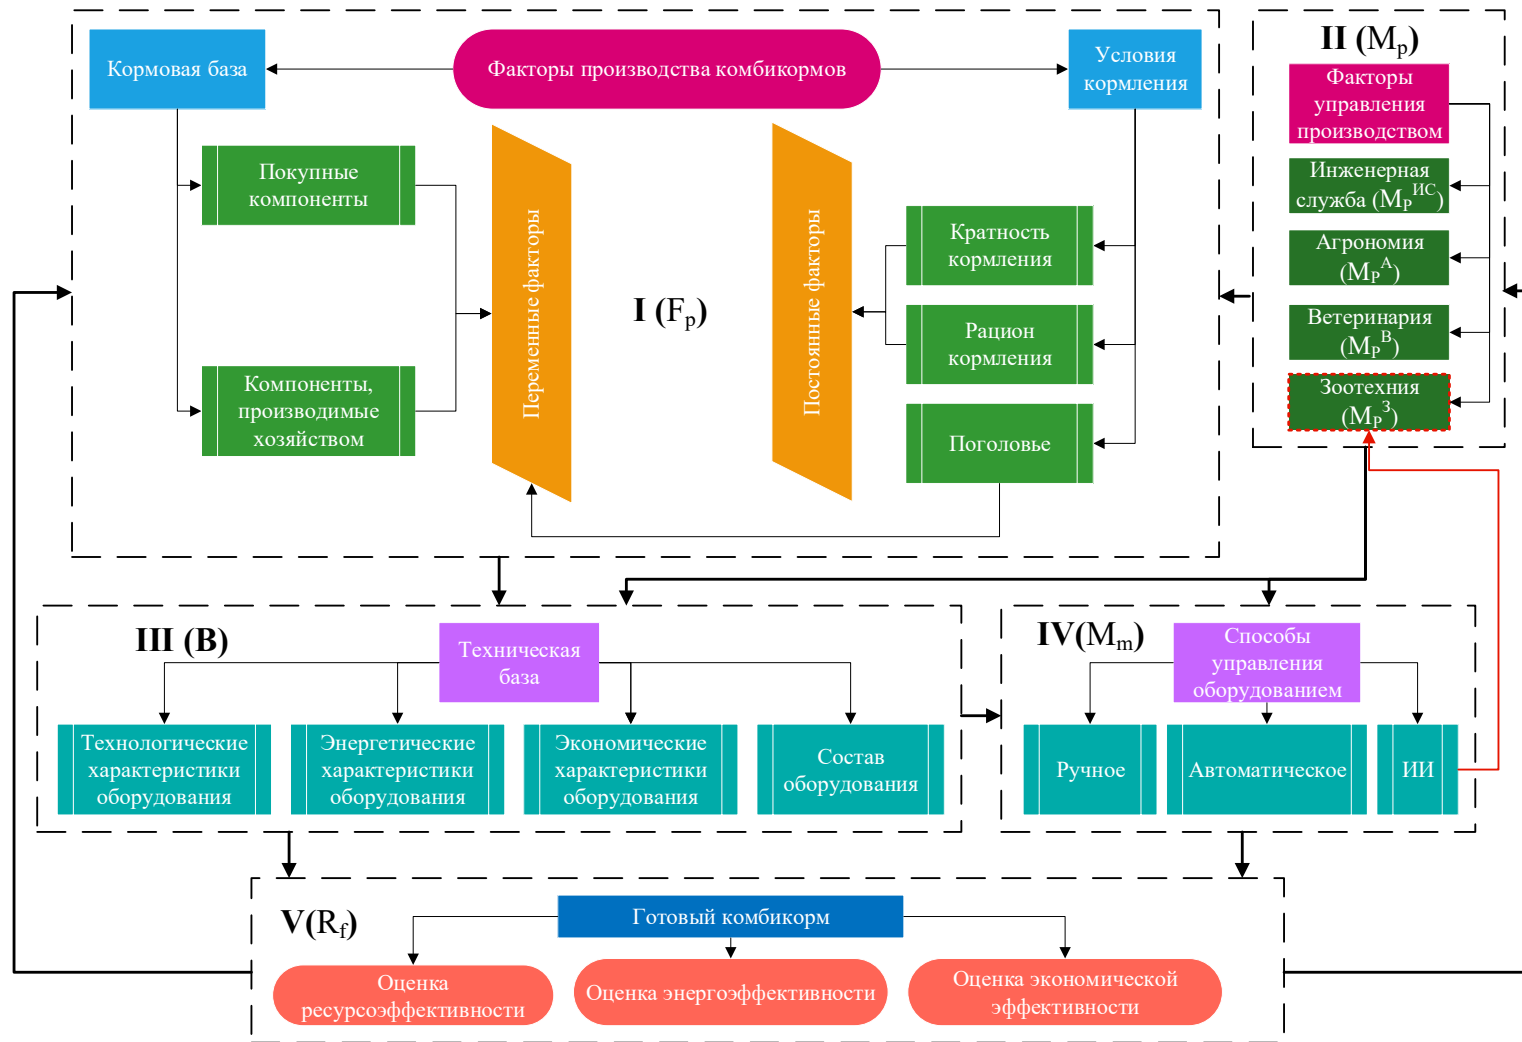 Кормовая база
Факторы производства комбикормов
Условия
кормления
Покупные
компоненты
Компоненты,
производимые
хозяйством
Переменные факторы
I (Fp)
Постоянные факторы
Кратность
кормления
Рацион
кормления
Поголовье
II (Mp)
Факторы
управления
производством
Инженерная
служба (MPИС)
Агрономия
(MPА)
Ветеринария
(MPВ)
Зоотехния
(MPЗ)
III (B)
Техническая
база
Технологические
характеристики
оборудования
Энергетические
характеристики
оборудования
Экономические
характеристики
оборудования
Состав
оборудования
IV(Mm)
Способы
управления
оборудованием
Ручное
Автоматическое
ИИ
V(Rf)
Готовый комбикорм
Оценка
ресурсоэффективности
Оценка энергоэффективности
Оценка экономической
эффективности